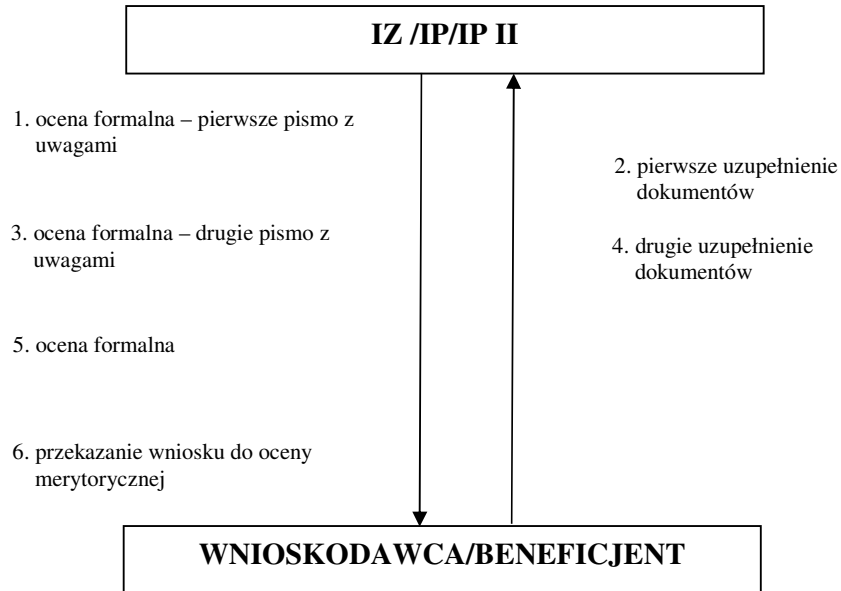 IZ /IP/IP II
1. ocena formalna – pierwsze pismo z
uwagami
2. pierwsze uzupełnienie
dokumentów
3. ocena formalna – drugie pismo z
uwagami
4. drugie uzupełnienie
dokumentów
5. ocena formalna
6. przekazanie wniosku do oceny
merytorycznej
WNIOSKODAWCA/BENEFICJENT